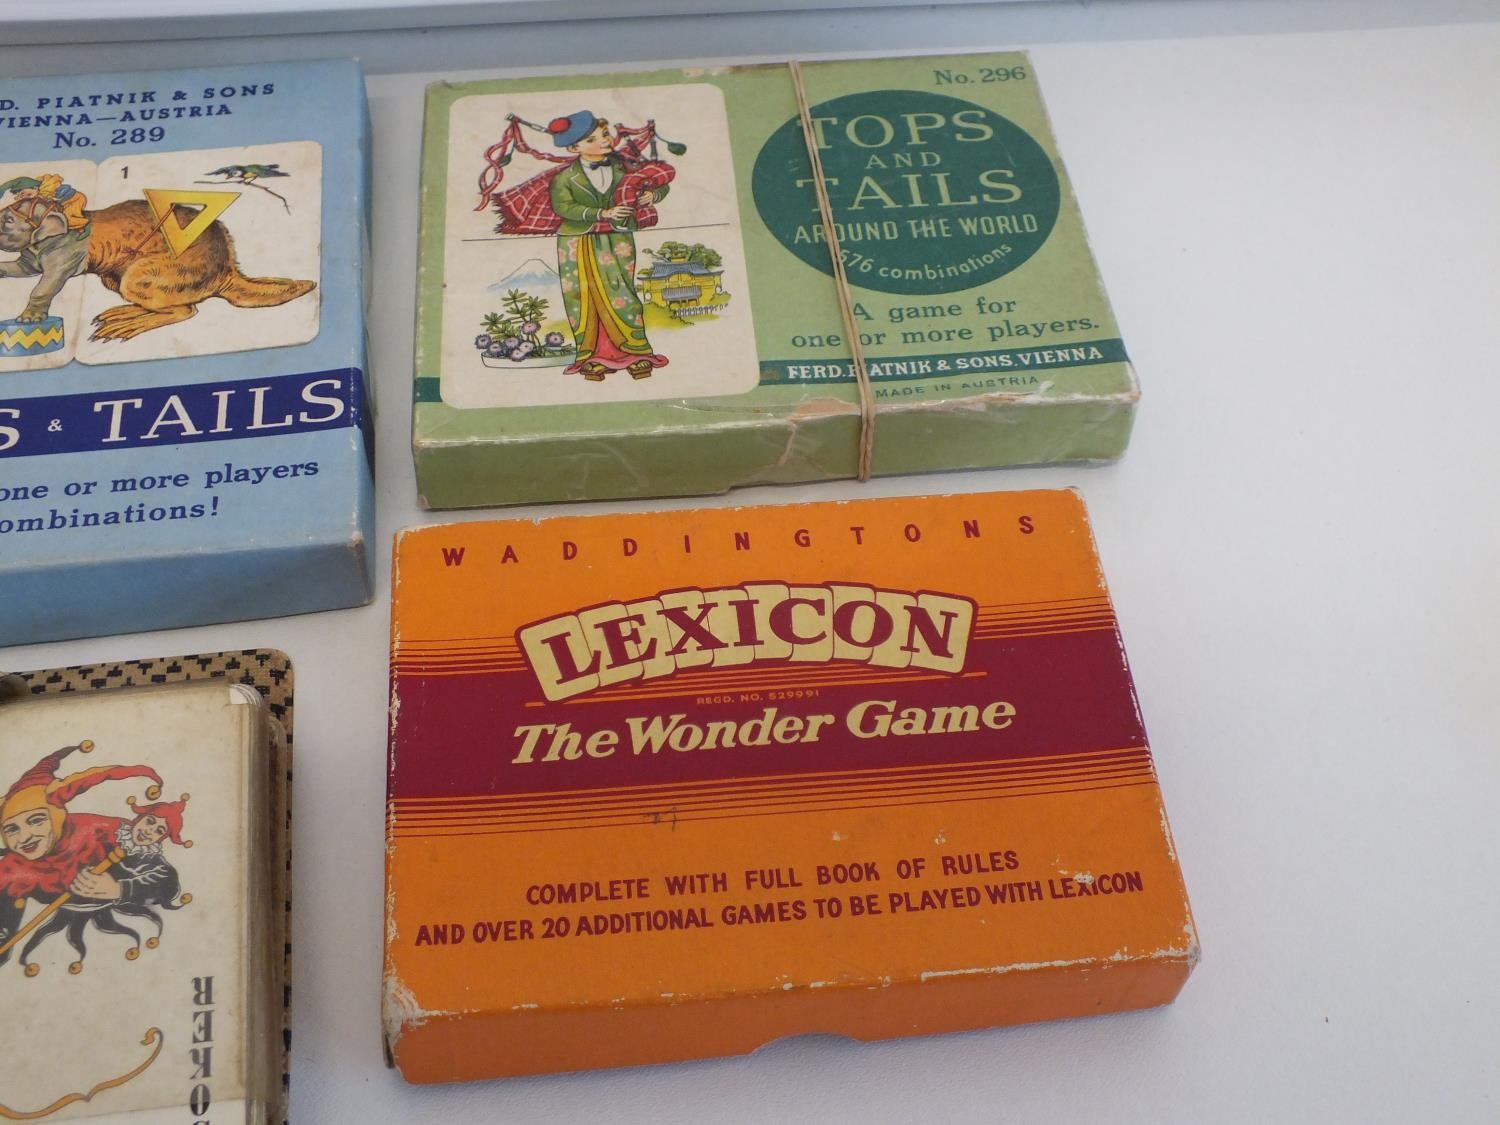 D. PIATNIK & SONS
VIENNA—AUSTRIA
No. 289
1
S & TAILS
one or more players
ombinations!
No. 296
TOPS
AND
TAILS
AROUND THE WORLD
676 combinations
A game for
one or more players.
FERD. PIATNIK & SONS, VIENNA
MADE IN AUSTRIA
WADDINGTONS
LEXICON
REGD. NO. 529991
The Wonder Game
COMPLETE WITH FULL BOOK OF RULES
AND OVER 20 ADDITIONAL GAMES TO BE PLAYED WITH LEXICON
JOKER